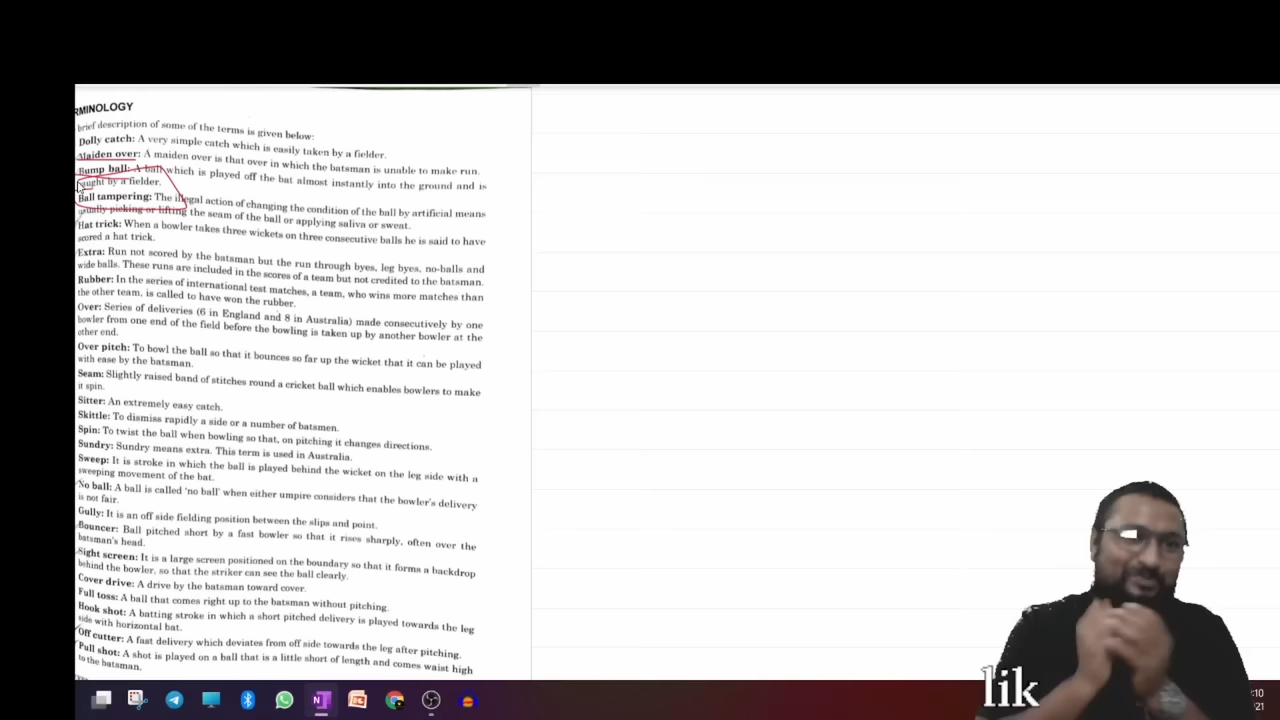 RMINOLOGY
brief description of some of the terms is given below:
Dolly catch: A very simple catch which is easily taken by a fielder.
Maiden over: A maiden over is that over in which the batsman is unable to make run.
Bump ball: A ball which is played off the bat almost instantly into the ground and is
caught by a fielder.
Ball tampering: The illegal action of changing the condition of the ball by artificial means
usually picking or lifting the seam of the ball or applying saliva or sweat.
Hat trick: When a bowler takes three wickets on three consecutive balls he is said to have
scored a hat trick.
Extra: Run not scored by the batsman but the run through byes, leg byes, no-balls and
wide balls. These runs are included in the scores of a team but not credited to the batsman.
Rubber: In the series of international test matches, a team, who wins more matches than
the other team, is called to have won the rubber.
Over: Series of deliveries (6 in England and 8 in Australia) made consecutively by one
bowler from one end of the field before the bowling is taken up by another bowler at the
other end.
Over pitch: To bowl the ball so that it bounces so far up the wicket that it can be played
with ease by the batsman.
Seam: Slightly raised band of stitches round a cricket ball which enables bowlers to make
it spin.
Sitter: An extremely easy catch.
Skittle: To dismiss rapidly a side or a number of batsmen.
Spin: To twist the ball when bowling so that, on pitching it changes directions.
Sundry: Sundry means extra. This term is used in Australia.
Sweep: It is stroke in which the ball is played behind the wicket on the leg side with a
sweeping movement of the bat.
No ball: A ball is called 'no ball' when either umpire considers that the bowler's delivery
is not fair.
Gully: It is an off side fielding position between the slips and point.
Bouncer: Ball pitched short by a fast bowler so that it rises sharply, often over the
batsman's head.
Sight screen: It is a large screen positioned on the boundary so that it forms a backdrop
behind the bowler, so that the striker can see the ball clearly.
Cover drive: A drive by the batsman toward cover.
Full toss: A ball that comes right up to the batsman without pitching.
Hook shot: A batting stroke in which a short pitched delivery is played towards the leg
side with horizontal bat.
Off cutter: A fast delivery which deviates from off side towards the leg after pitching.
Pull shot: A shot is played on a ball that is a little short of length and comes waist high
to the batsman.
lik
:10
21